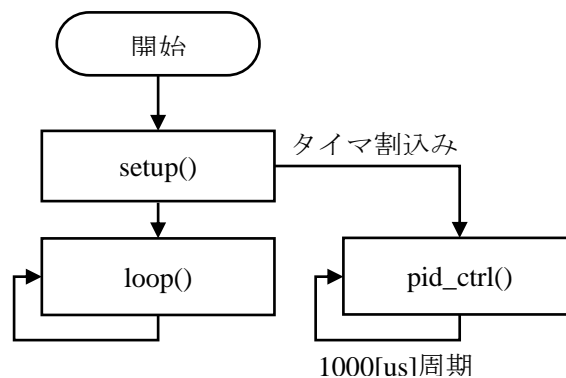 開始
タイマ割込み
setup()
loop()
pid_ctrl()
1000[us]周期